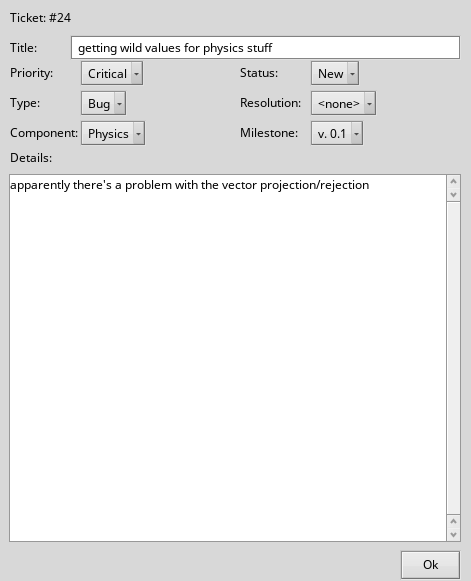 Ticket: #24
Title: getting wild values for physics stuff
Priority: Critical Status: New
Type: Bug Resolution: <none>
Component: Physics Milestone: v. 0.1
Details:
apparently there's a problem with the vector projection/rejection
Ok